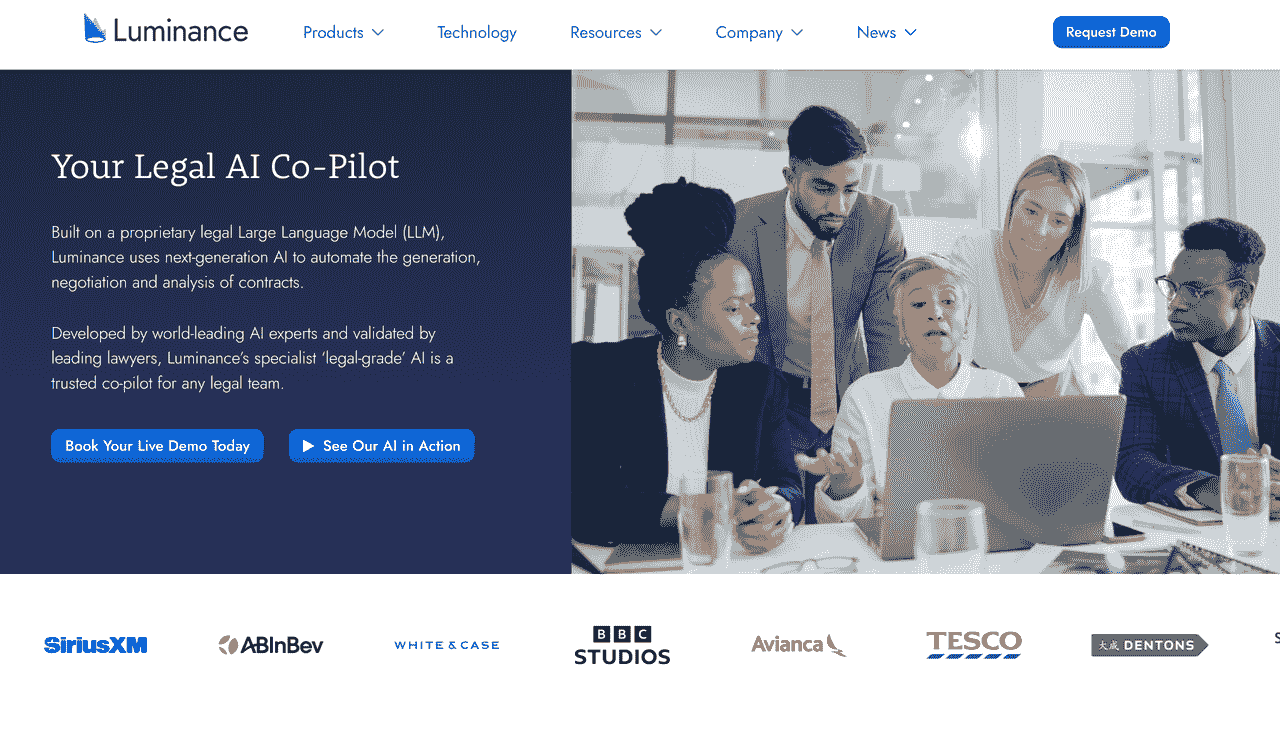 Luminance
Products
Technology
Resources
Company
News
Request Demo
Your Legal AI Co-Pilot
Built on a proprietary legal Large Language Model (LLM),
Luminance uses next-generation AI to automate the generation,
negotiation and analysis of contracts.
Developed by world-leading AI experts and validated by
leading lawyers, Luminance’s specialist ‘legal-grade’ AI is a
trusted co-pilot for any legal team.
Book Your Live Demo Today
See Our AI in Action
SiriusXM
ABInBev
WHITE & CASE
BBC
STUDIOS
Avianca
TESCO
大成 DENTONS